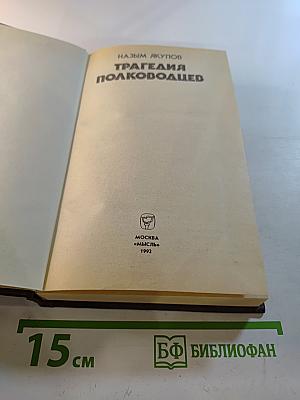 НАЗЫМ ЯКУПОВ
ТРАГЕДИЯ
ПОЛКОВОДЦЕВ
МОСКВА
«МЫСЛЬ»
1992
15 см
БФ БИБЛИОФАН